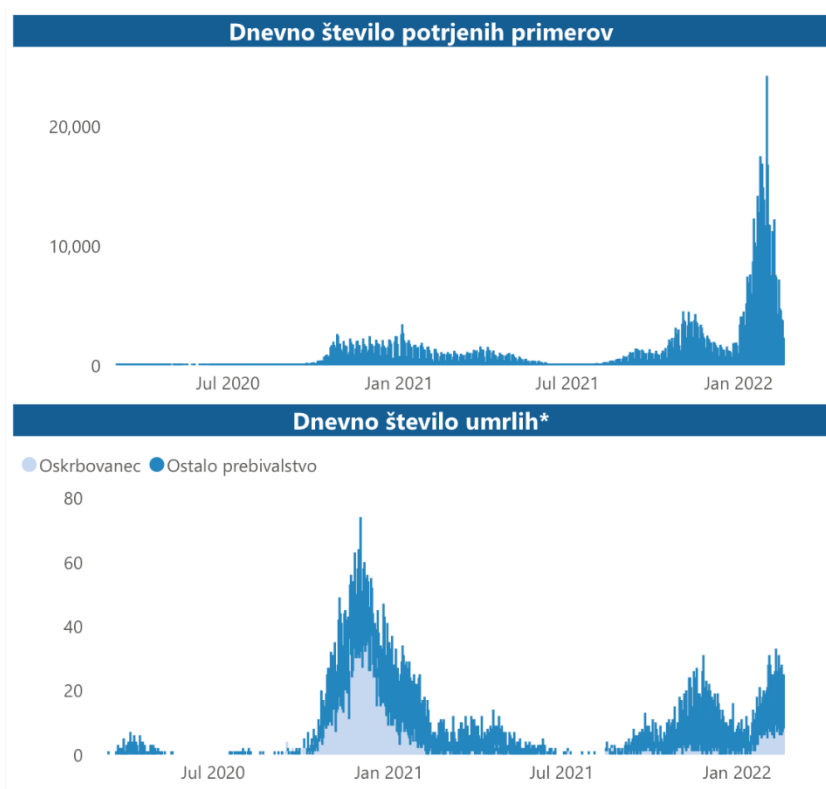 Dnevno število potrjenih primerov
20,000
10,000
0
Jul 2020 Jan 2021 Jul 2021 Jan 2022
Dnevno število umrlih*
Oskrbovanec Ostalo prebivalstvo
80
60
40
20
0
Jul 2020 Jan 2021 Jul 2021 Jan 2022